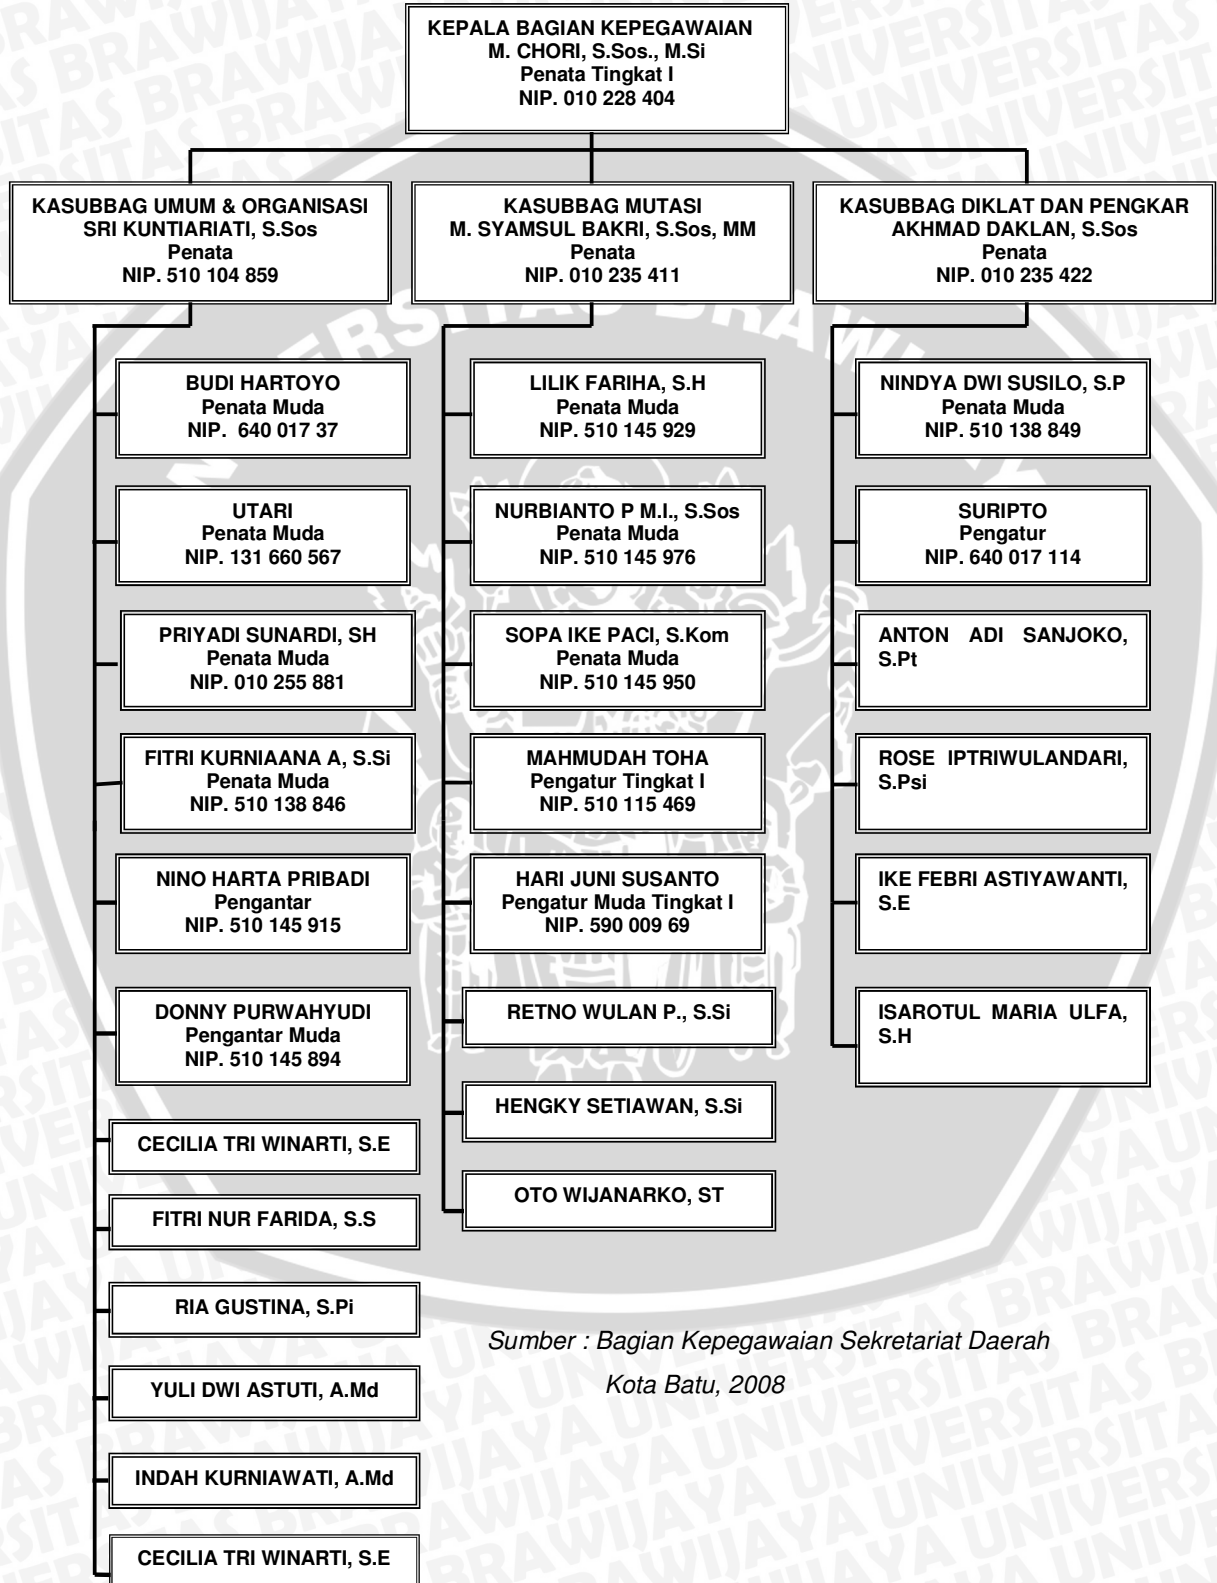 KEPALA BAGIAN KEPEGAWAIAN
M. CHORI, S.Sos., M.Si
Penata Tingkat I
NIP. 010 228 404
KASUBBAG UMUM & ORGANISASI
SRI KUNTIARIATI, S.Sos
Penata
NIP. 510 104 859
KASUBBAG MUTASI
M. SYAMSUL BAKRI, S.Sos, MM
Penata
NIP. 010 235 411
KASUBBAG DIKLAT DAN PENGKAR
AKHMAD DAKLAN, S.Sos
Penata
NIP. 010 235 422
BUDI HARTOYO
Penata Muda
NIP.  640 017 37
UTARI
Penata Muda
NIP. 131 660 567
PRIYADI SUNARDI, SH
Penata Muda
NIP. 010 255 881
FITRI KURNIAANA A, S.Si
Penata Muda
NIP. 510 138 846
NINO HARTA PRIBADI
Pengantar
NIP. 510 145 915
DONNY PURWAHYUDI
Pengantar Muda
NIP. 510 145 894
CECILIA TRI WINARTI, S.E
FITRI NUR FARIDA, S.S
RIA GUSTINA, S.Pi
YULI DWI ASTUTI, A.Md
INDAH KURNIAWATI, A.Md
CECILIA TRI WINARTI, S.E
LILIK FARIHA, S.H
Penata Muda
NIP. 510 145 929
NURBIANTO P M.I., S.Sos
Penata Muda
NIP. 510 145 976
SOPA IKE PACI, S.Kom
Penata Muda
NIP. 510 145 950
MAHMUDAH TOHA
Pengatur Tingkat I
NIP. 510 115 469
HARI JUNI SUSANTO
Pengatur Muda Tingkat I
NIP. 590 009 69
RETNO WULAN P., S.Si
HENGKY SETIAWAN, S.Si
OTO WIJANARKO, ST
NINDYA DWI SUSILO, S.P
Penata Muda
NIP. 510 138 849
SURIPTO
Pengatur
NIP. 640 017 114
ANTON ADI SANJOKO,
S.Pt
ROSE IPTRIWULANDARI,
S.Psi
IKE FEBRI ASTIYAWANTI,
S.E
ISAROTUL MARIA ULFA,
S.H
Sumber : Bagian Kepegawaian Sekretariat Daerah
Kota Batu, 2008